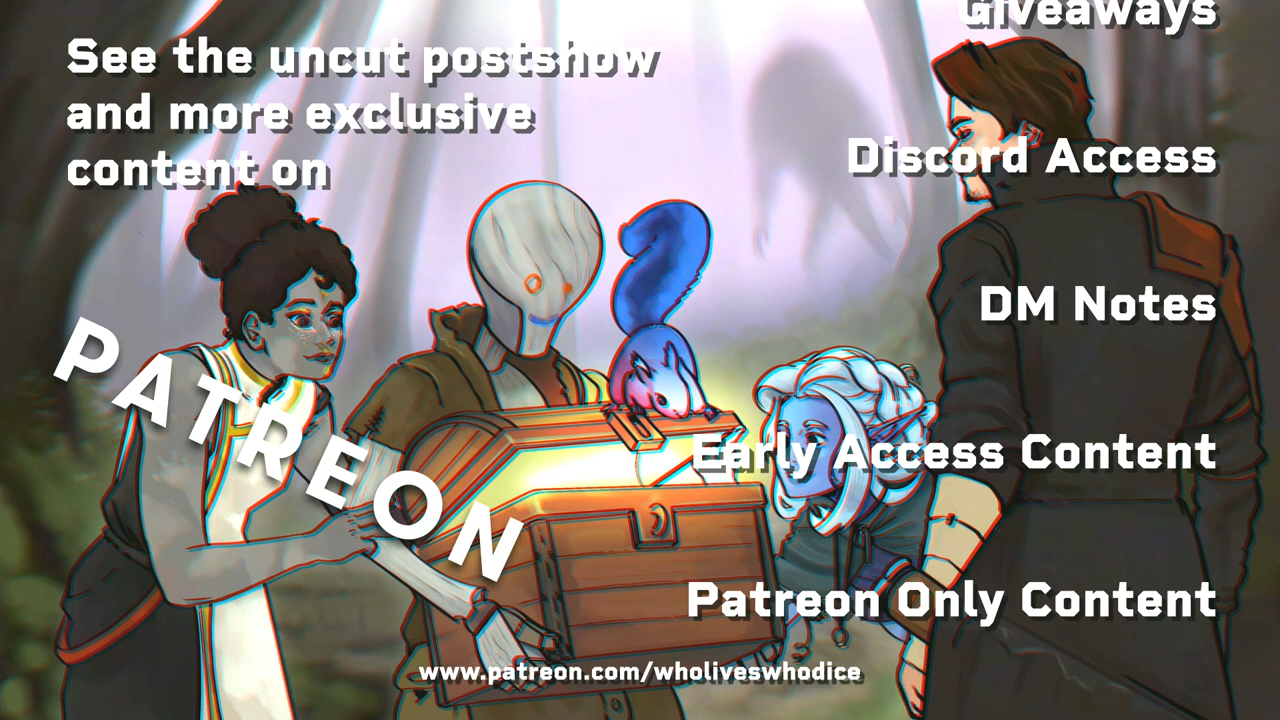 See the uncut postshow
and more exclusive
content on
PATREON
Giveaways
Discord Access
DM Notes
Early Access Content
Patreon Only Content
www.patreon.com/wholiveswhodice